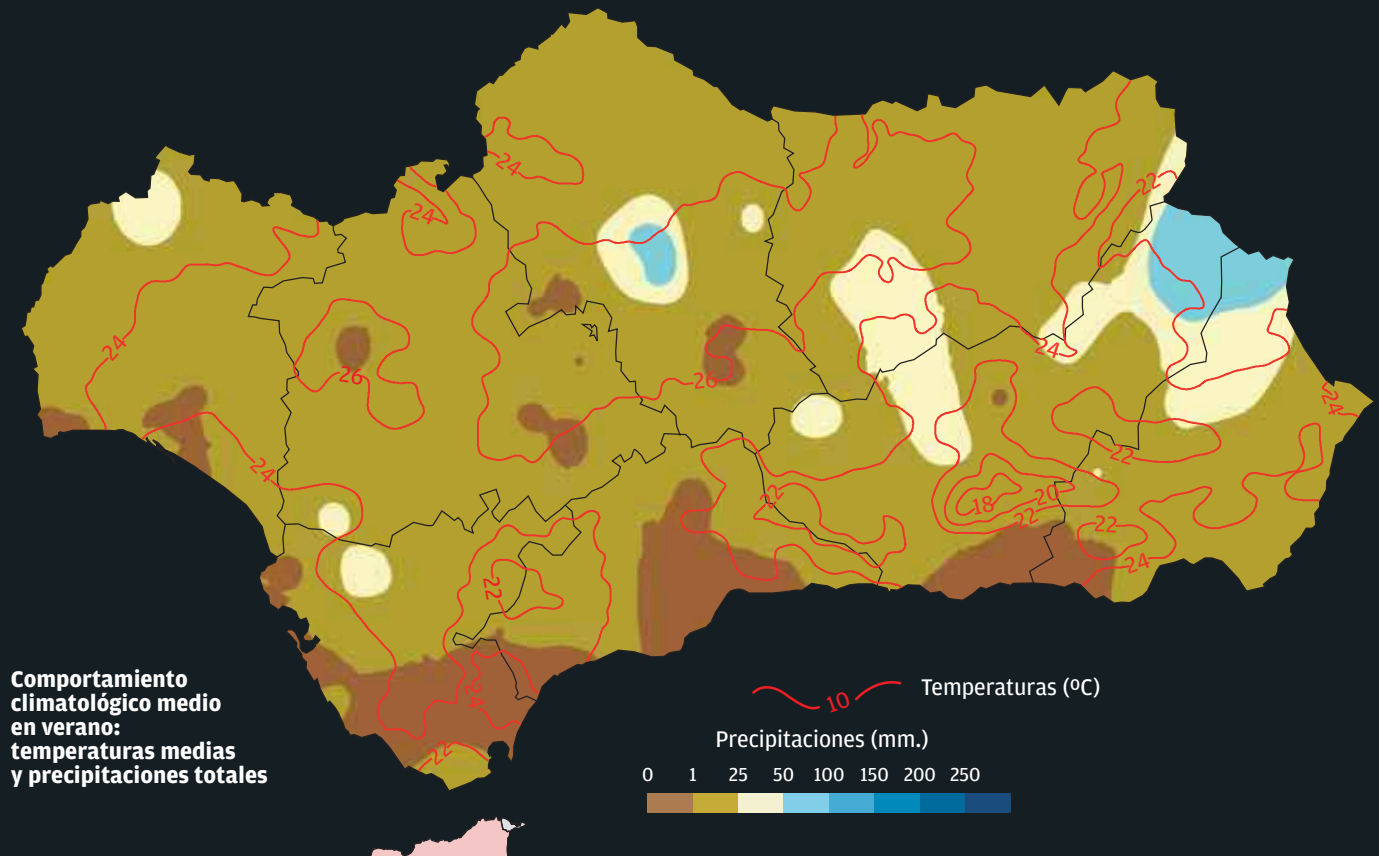 24
24
22
24
26
26
24
24
24
22
22
18
20
22
22
24
22
24
22
Comportamiento
climatológico medio
en verano:
temperaturas medias
y precipitaciones totales
10
Temperaturas (ºC)
Precipitaciones (mm.)
0 1 25 50 100 150 200 250